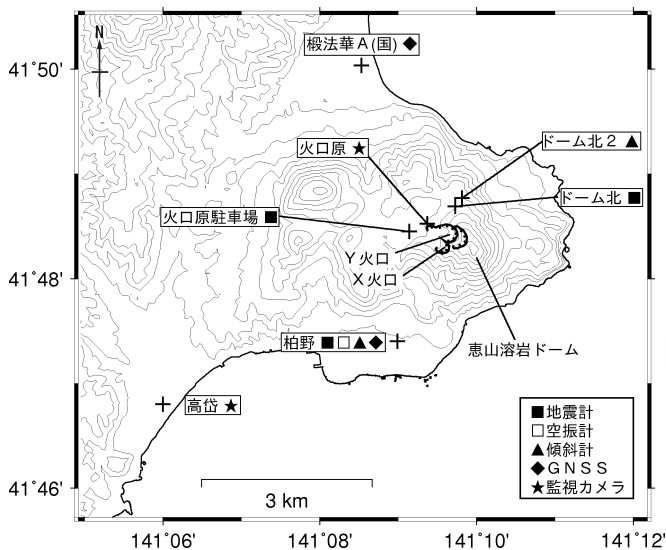 N
椴法華A(国) ◆
41˚50'
火口原 ★
ドーム北2 ▲
ドーム北 ■
火口原駐車場 ■
Y火口
X火口
41˚48'
柏野 ■□▲◆
恵山溶岩ドーム
高岱 ★
■地震計
□空振計
▲傾斜計
◆GNSS
★監視カメラ
41˚46'
3 km
141˚06' 141˚08' 141˚10' 141˚12'